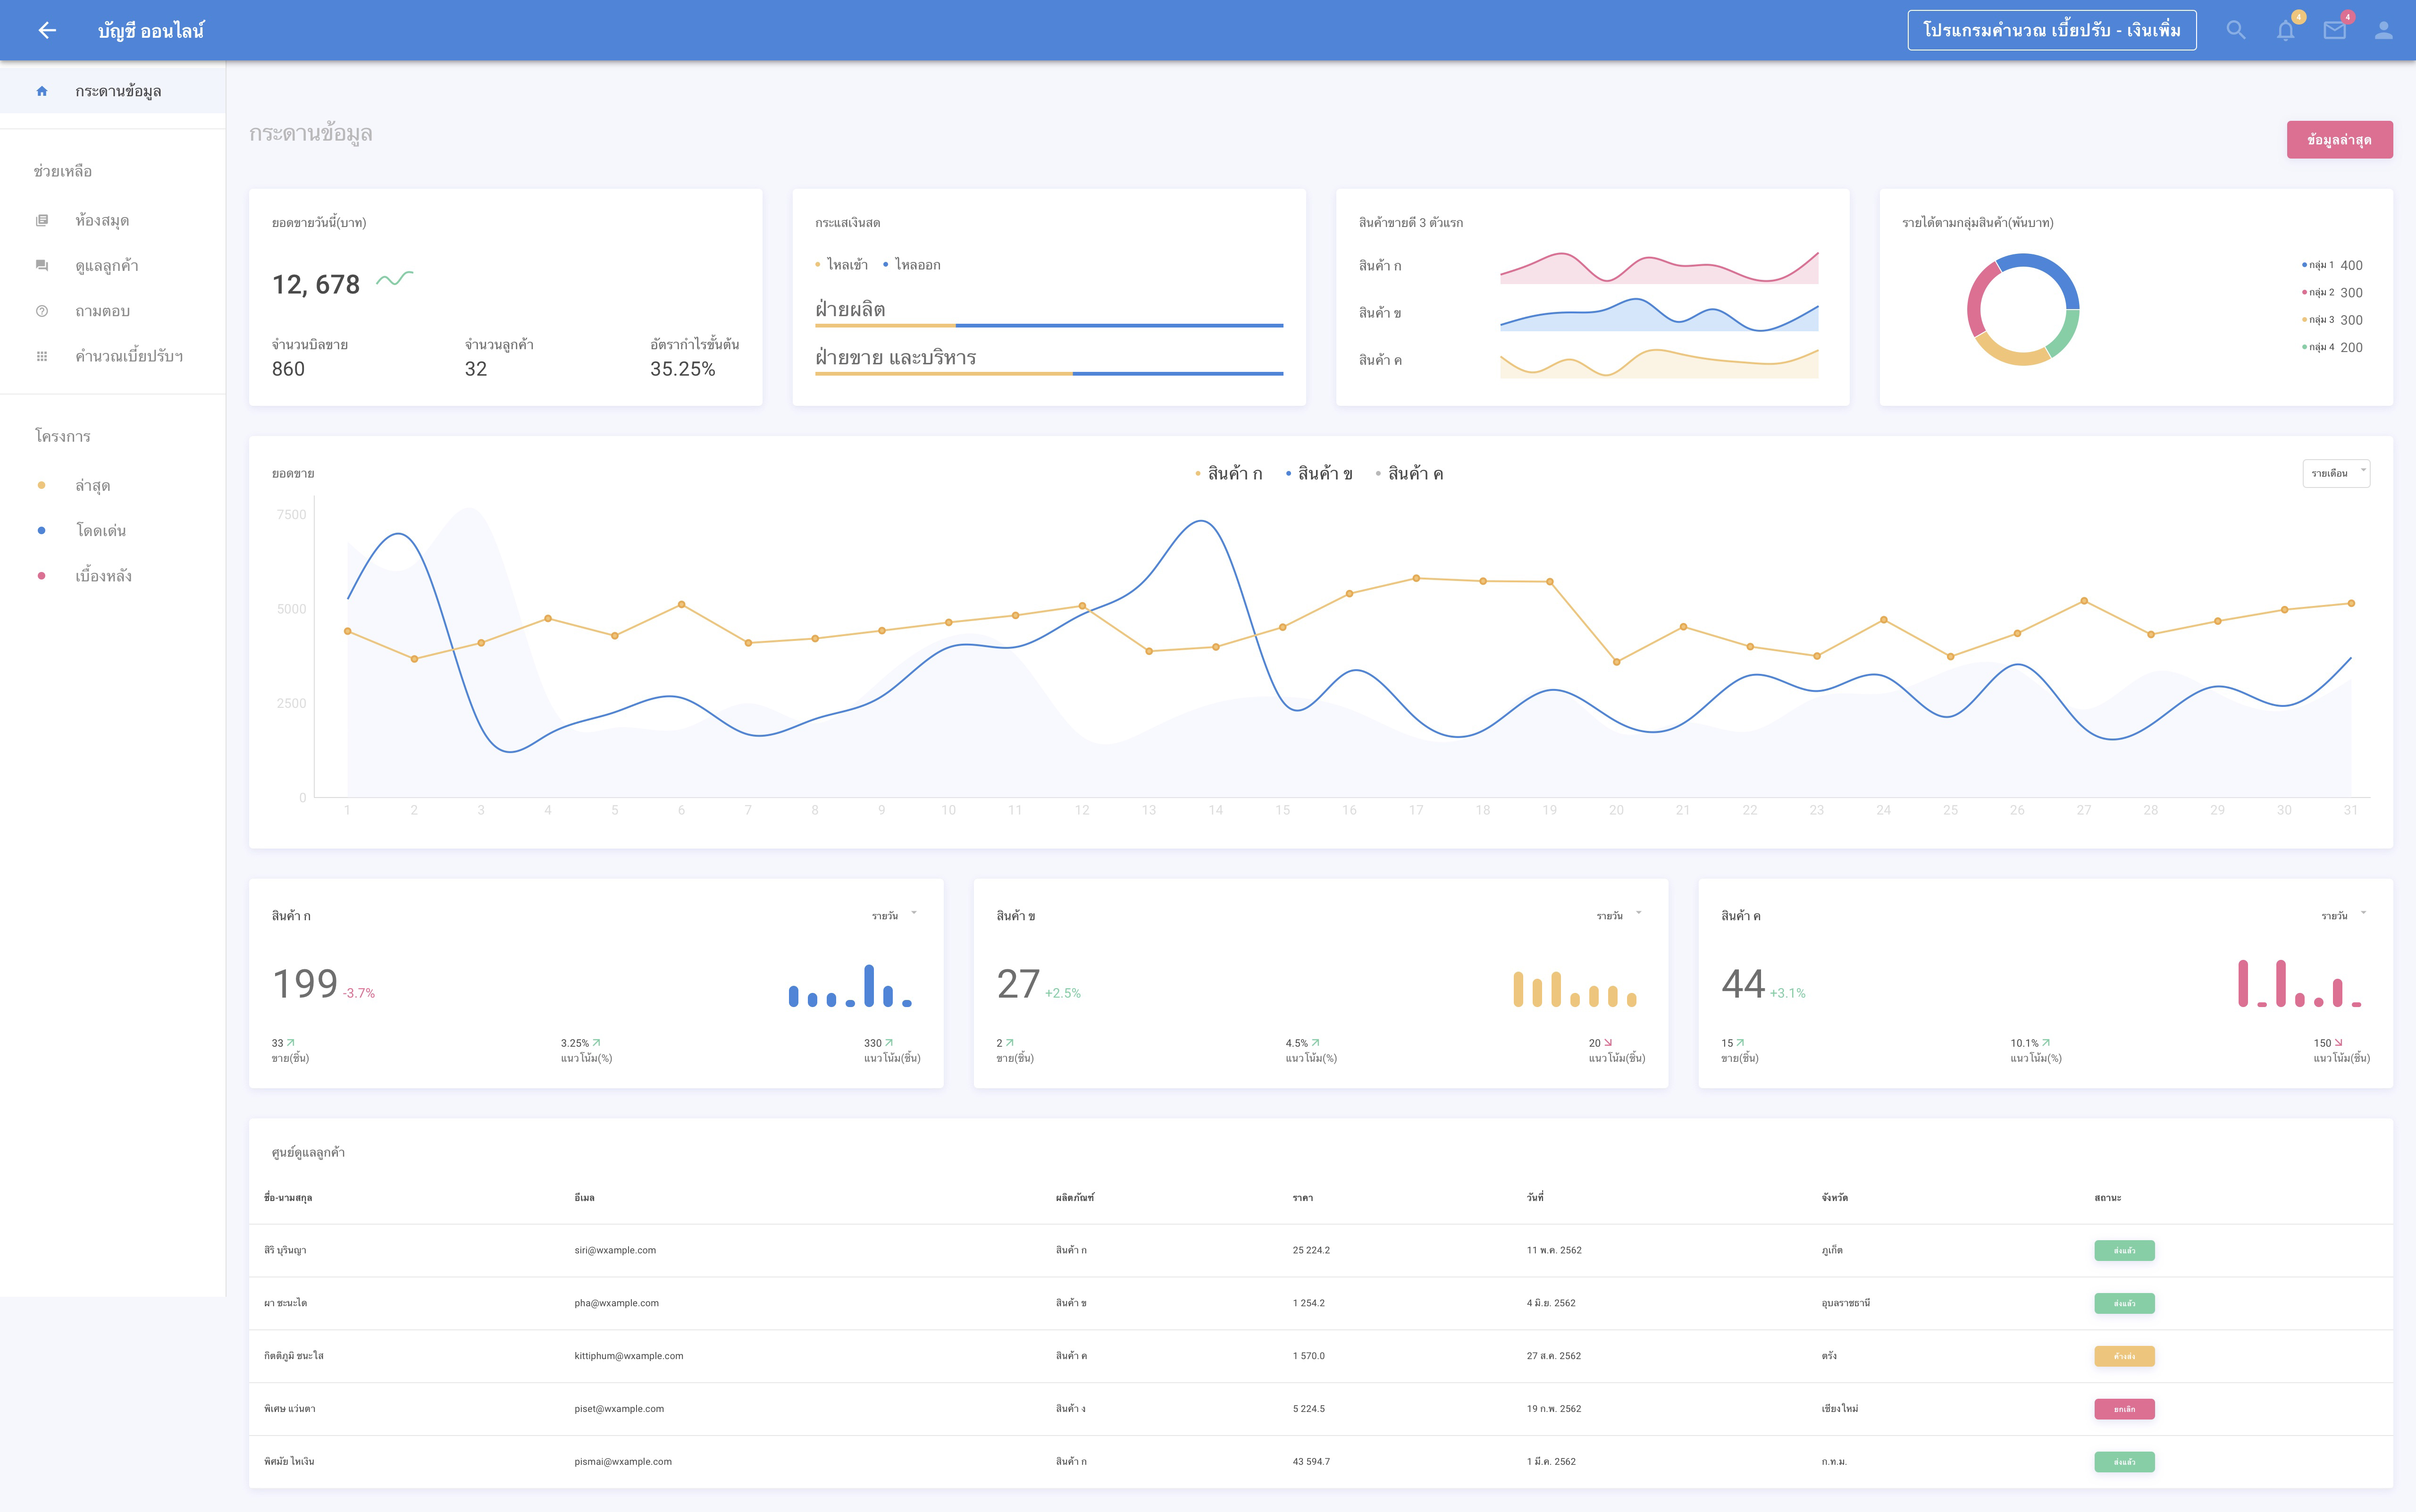 บัญชี ออนไลน์
โปรแกรมคำนวณ เบี้ยปรับ - เงินเพิ่ม
4
4
กระดานข้อมูล
ช่วยเหลือ
ห้องสมุด
ดูแลลูกค้า
ถามตอบ
คำนวณเบี้ยปรับฯ
โครงการ
ล่าสุด
โดดเด่น
เบื้องหลัง
กระดานข้อมูล
ข้อมูลล่าสุด
ยอดขายวันนี้(บาท)
12, 678
จำนวนบิลขาย จำนวนลูกค้า อัตรากำไรขั้นต้น
860 32 35.25%
กระแสเงินสด
ไหลเข้า ไหลออก
ฝ่ายผลิต
ฝ่ายขาย และบริหาร
สินค้าขายดี 3 ตัวแรก
สินค้า ก
สินค้า ข
สินค้า ค
รายได้ตามกลุ่มสินค้า(พันบาท)
กลุ่ม 1 400
กลุ่ม 2 300
กลุ่ม 3 300
กลุ่ม 4 200
ยอดขาย
สินค้า ก สินค้า ข สินค้า ค
รายเดือน
7500
5000
2500
0
1 2 3 4 5 6 7 8 9 10 11 12 13 14 15 16 17 18 19 20 21 22 23 24 25 26 27 28 29 30 31
สินค้า ก รายวัน
199 -3.7%
33 3.25% 330
ขาย(ชิ้น) แนวโน้ม(%) แนวโน้ม(ชิ้น)
สินค้า ข รายวัน
27 +2.5%
2 4.5% 20
ขาย(ชิ้น) แนวโน้ม(%) แนวโน้ม(ชิ้น)
สินค้า ค รายวัน
44 +3.1%
15 10.1% 150
ขาย(ชิ้น) แนวโน้ม(%) แนวโน้ม(ชิ้น)
ศูนย์ดูแลลูกค้า
ชื่อ-นามสกุล อีเมล ผลิตภัณฑ์ ราคา วันที่ จังหวัด สถานะ
สิริ บุรินญา siri@wxample.com สินค้า ก 25 224.2 11 พ.ค. 2562 ภูเก็ต ส่งแล้ว
ผา ชะนะได pha@wxample.com สินค้า ข 1 254.2 4 มิ.ย. 2562 อุบลราชธานี ส่งแล้ว
กิตติภูมิ ชนะใส kittiphum@wxample.com สินค้า ค 1 570.0 27 ส.ค. 2562 ตรัง ค้างส่ง
พิเศษ แว่นตา piset@wxample.com สินค้า ง 5 224.5 19 ก.พ. 2562 เชียงใหม่ ยกเลิก
พิศมัย ไหเงิน pismai@wxample.com สินค้า ก 43 594.7 1 มี.ค. 2562 ก.ท.ม. ส่งแล้ว